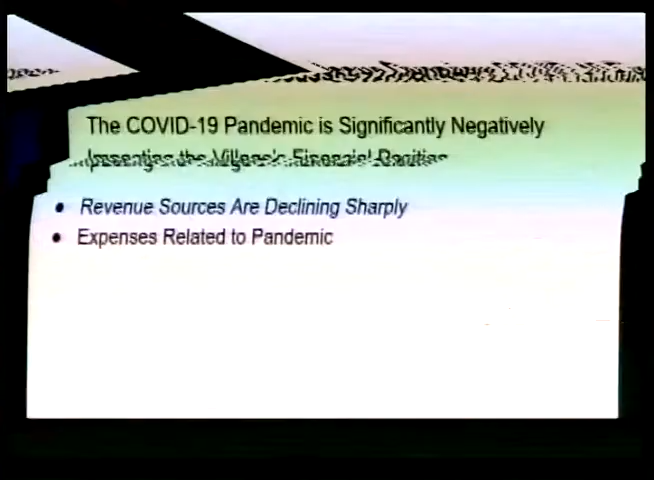 The COVID-19 Pandemic is Significantly Negatively
Impacting the Village's Financial Position
• Revenue Sources Are Declining Sharply
• Expenses Related to Pandemic